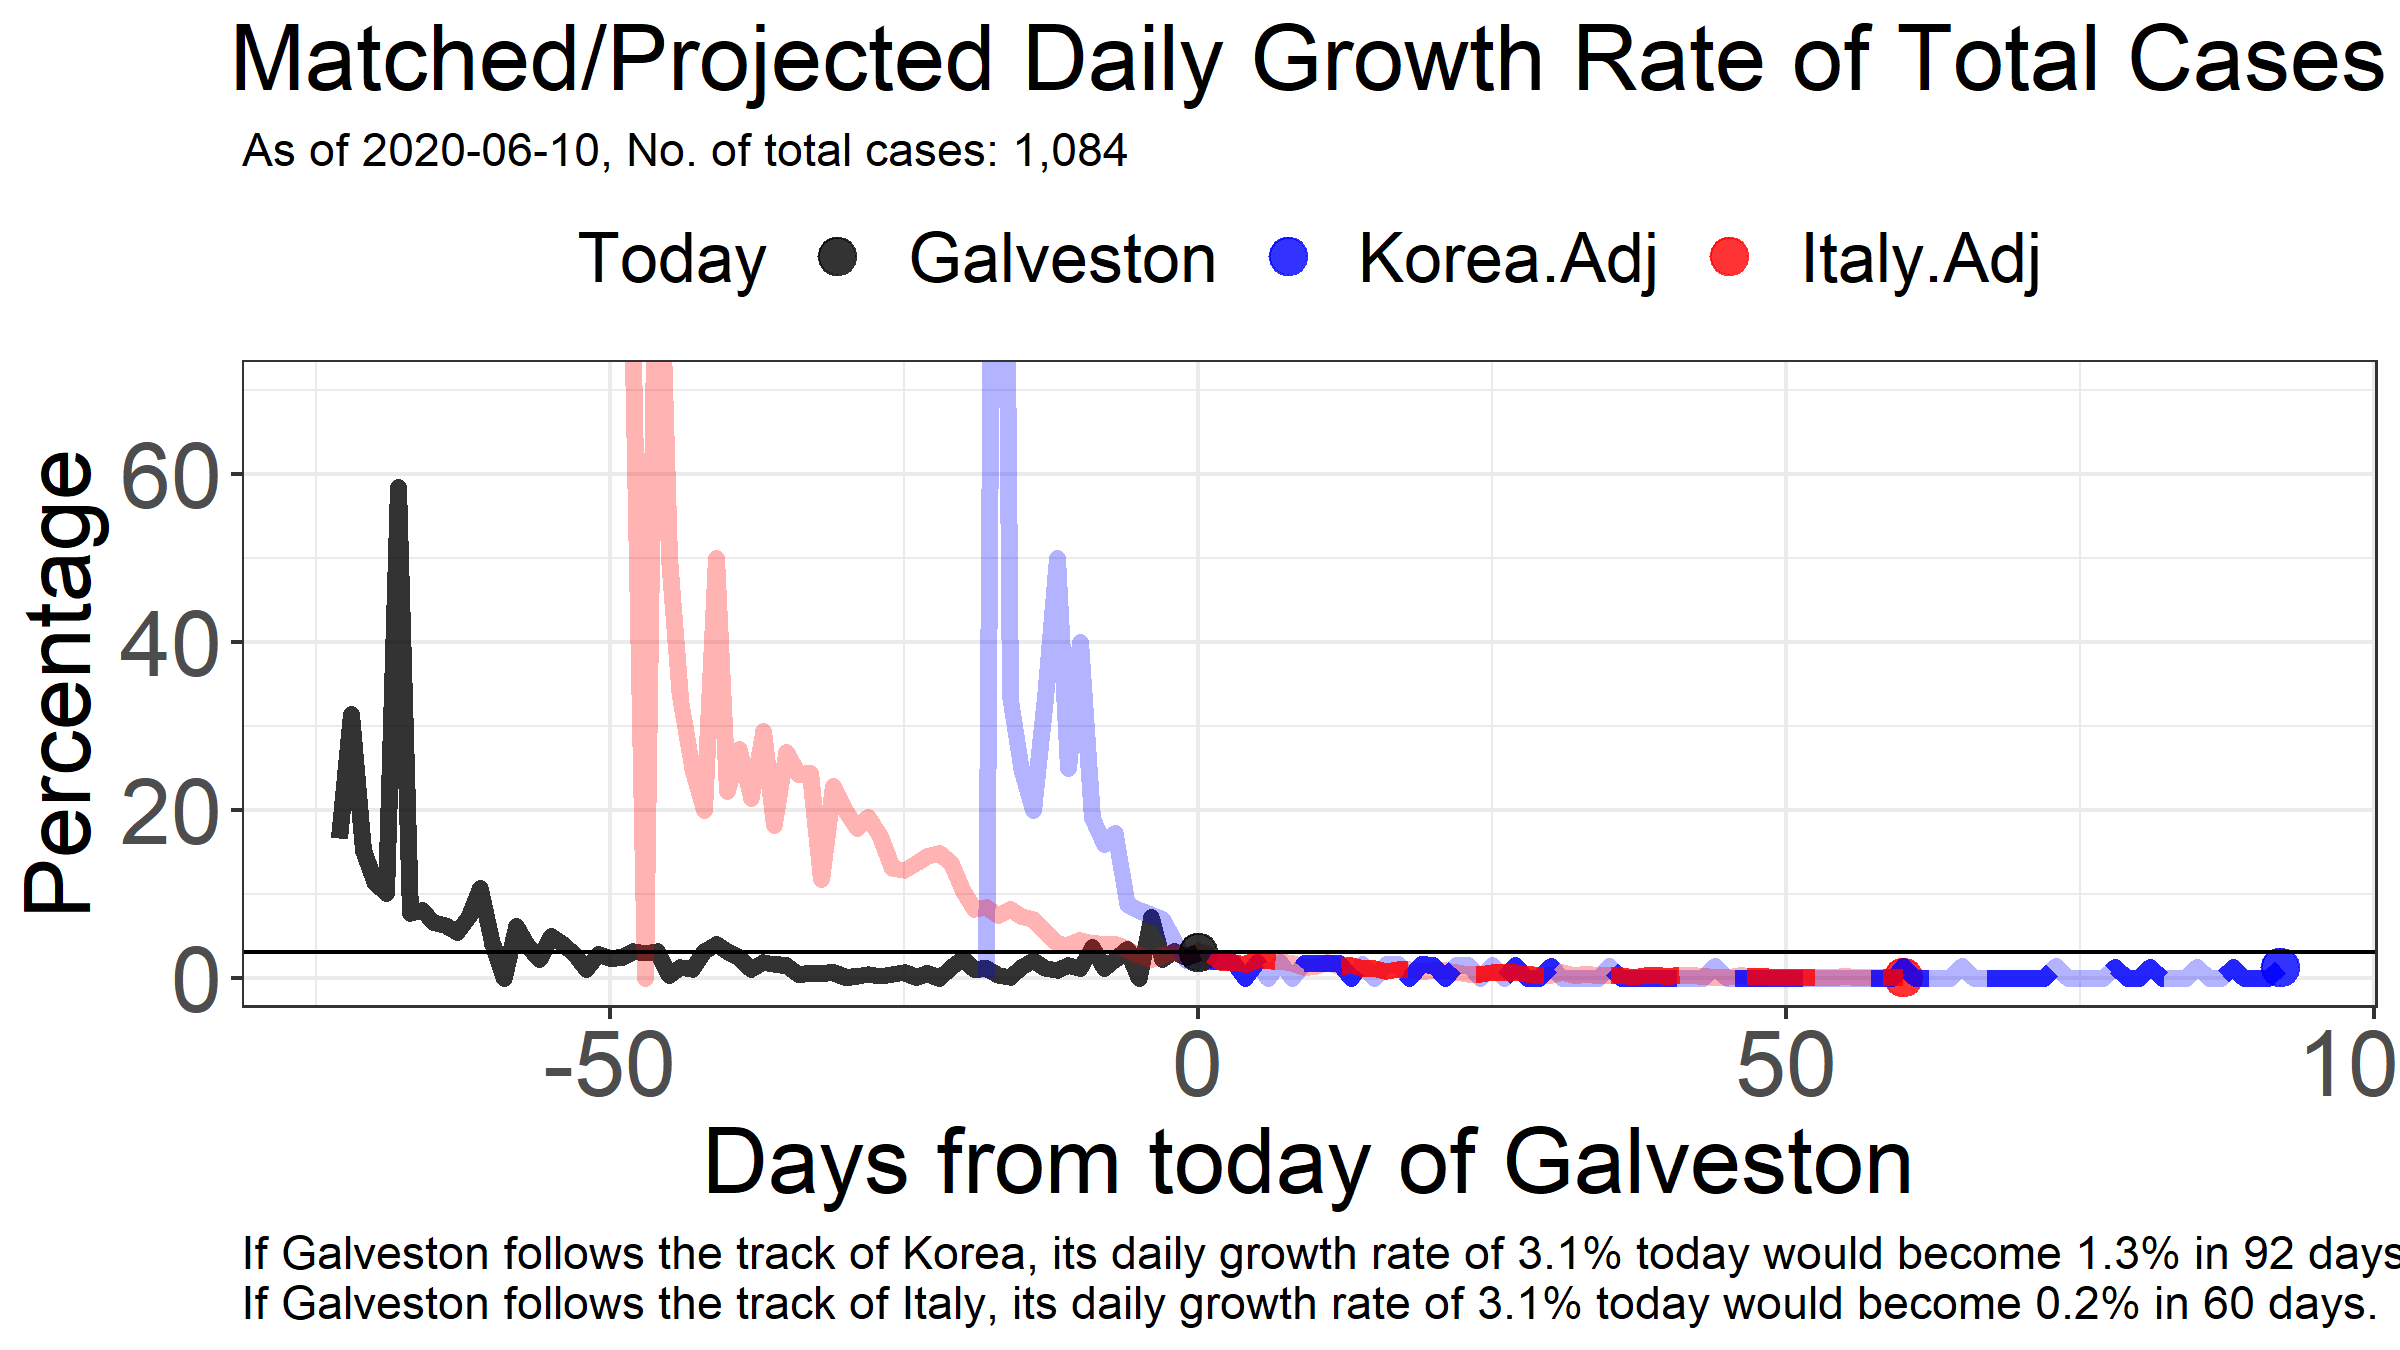 Matched/Projected Daily Growth Rate of Total Cases
As of 2020-06-10, No. of total cases: 1,084
Today Galveston Korea.Adj Italy.Adj
Percentage
60
40
20
0
-50 0 50 10
Days from today of Galveston
If Galveston follows the track of Korea, its daily growth rate of 3.1% today would become 1.3% in 92 days
If Galveston follows the track of Italy, its daily growth rate of 3.1% today would become 0.2% in 60 days.